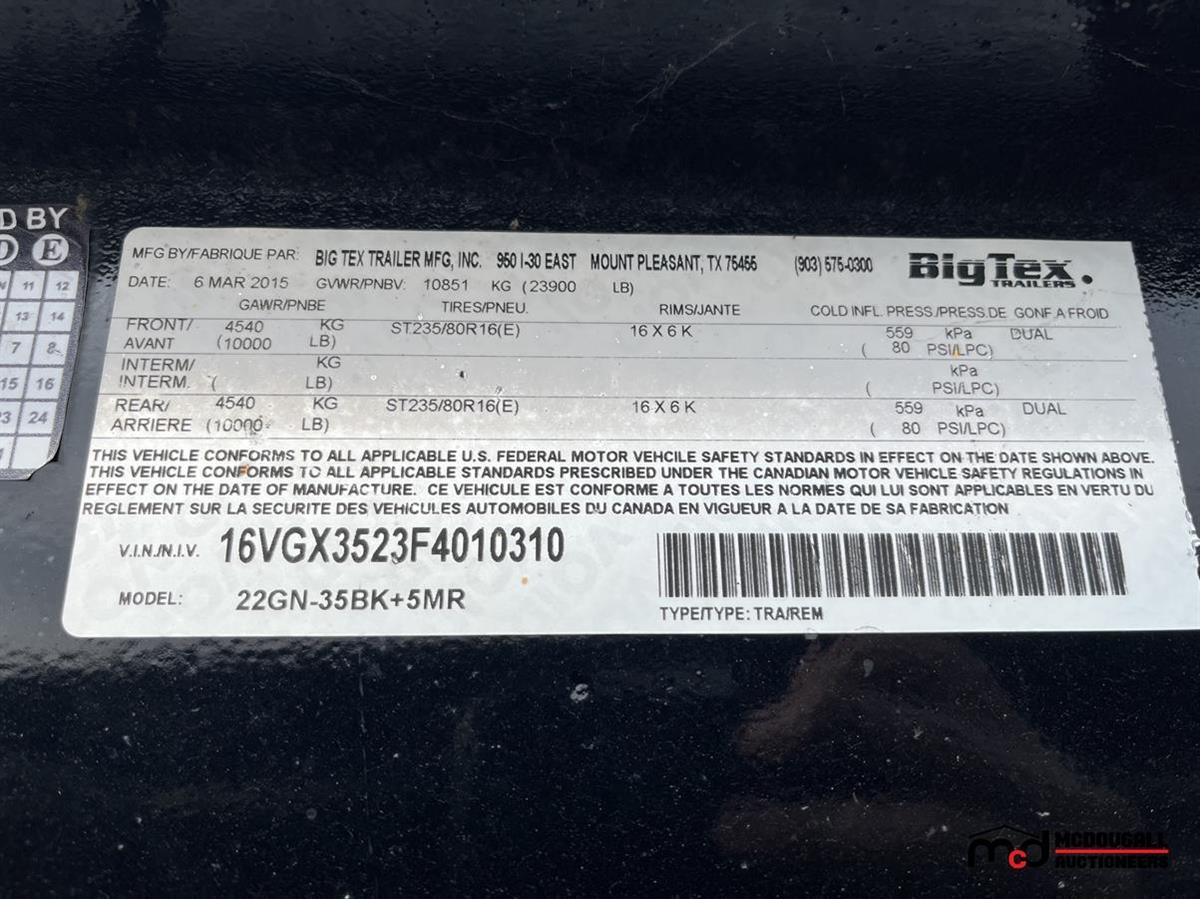 D BY
D E
11 12
13 14
7 8
15 16
23 24
MFG BY/FABRIQUE PAR: BIG TEX TRAILER MFG, INC. 950 I-30 EAST MOUNT PLEASANT, TX 75455 (903) 575-0300 BigTex TRAILERS
DATE: 6 MAR 2015 GVWR/PNBV: 10851 KG (23900 LB)
GAWR/PNBE TIRES/PNEU. RIMS/JANTE COLD INFL. PRESS./PRESS.DE GONF.A FROID
FRONT/ 4540 KG ST235/80R16(E) 16 X 6 K 559 kPa DUAL
AVANT (10000 LB) ( 80 PSI/LPC)
INTERM/ KG kPa
INTERM. ( LB) ( PSI/LPC)
REAR/ 4540 KG ST235/80R16(E) 16 X 6 K 559 kPa DUAL
ARRIERE (10000 LB) ( 80 PSI/LPC)
THIS VEHICLE CONFORMS TO ALL APPLICABLE U.S. FEDERAL MOTOR VEHCILE SAFETY STANDARDS IN EFFECT ON THE DATE SHOWN ABOVE.
THIS VEHICLE CONFORMS TO ALL APPLICABLE STANDARDS PRESCRIBED UNDER THE CANADIAN MOTOR VEHICLE SAFETY REGULATIONS IN
EFFECT ON THE DATE OF MANUFACTURE. CE VEHICULE EST CONFORME A TOUTES LES NORMES QUI LUI SONT APPLICABLES EN VERTU DU
REGLEMENT SUR LA SECURITE DES VEHICULES AUTOMOBILES DU CANADA EN VIGUEUR A LA DATE DE SA FABRICATION
V.I.N./N.I.V. 16VGX3523F4010310
MODEL: 22GN-35BK+5MR
TYPE/TYPE: TRA/REM
mcd MCDOUGALL
AUCTIONEERS